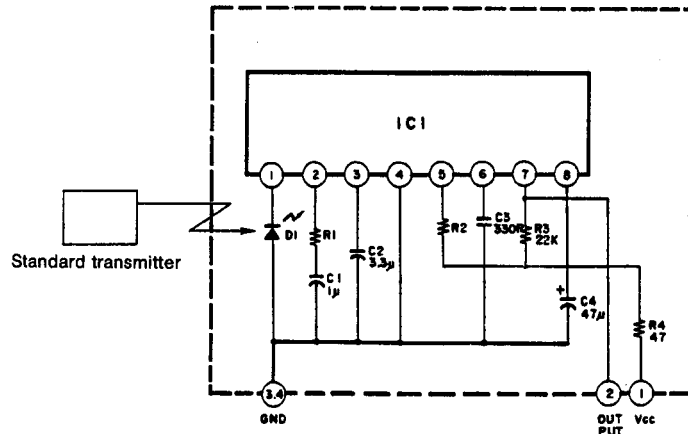 IC1
1 2 3 4 5 6 7 8
D1
R1
C1
1μ
C2
3.3μ
R2
C3
330P
R3
22K
C4
47μ
+
R4
47
Standard transmitter
3.4
GND
2
OUT
PUT
1
Vcc